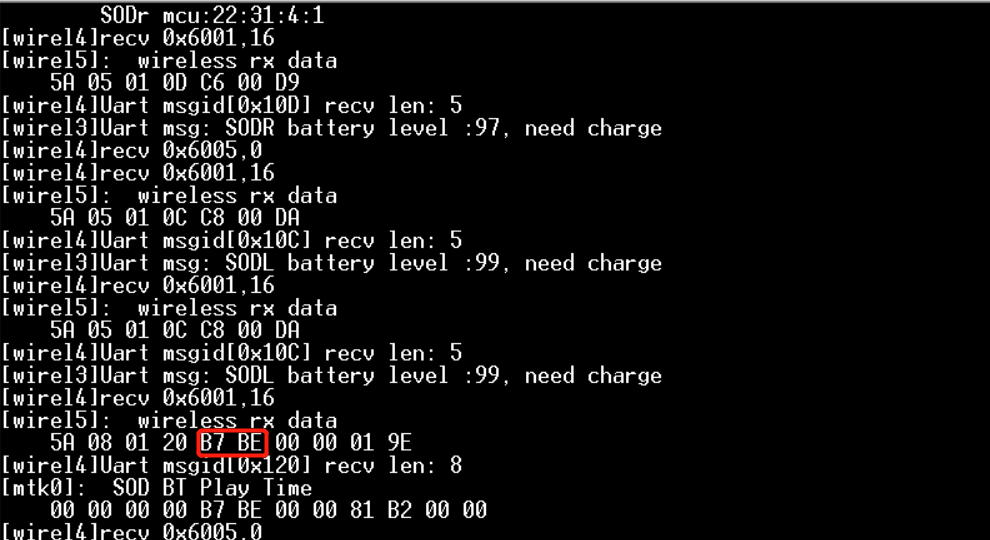 SODr mcu:22:31:4:1
[wirel4]recv 0x6001,16
[wirel5]:  wireless rx data
5A 05 01 0D C6 00 D9
[wirel4]Uart msgid[0x10D] recv len: 5
[wirel3]Uart msg: SODR battery level :97, need charge
[wirel4]recv 0x6005,0
[wirel4]recv 0x6001,16
[wirel5]:  wireless rx data
5A 05 01 0C C8 00 DA
[wirel4]Uart msgid[0x10C] recv len: 5
[wirel3]Uart msg: SODL battery level :99, need charge
[wirel4]recv 0x6001,16
[wirel5]:  wireless rx data
5A 05 01 0C C8 00 DA
[wirel4]Uart msgid[0x10C] recv len: 5
[wirel3]Uart msg: SODL battery level :99, need charge
[wirel4]recv 0x6001,16
[wirel5]:  wireless rx data
5A 08 01 20 B7 BE 00 00 01 9E
[wirel4]Uart msgid[0x120] recv len: 8
[mtk0]:  SOD BT Play Time
00 00 00 00 B7 BE 00 00 81 B2 00 00
[wirel4]recv 0x6005,0